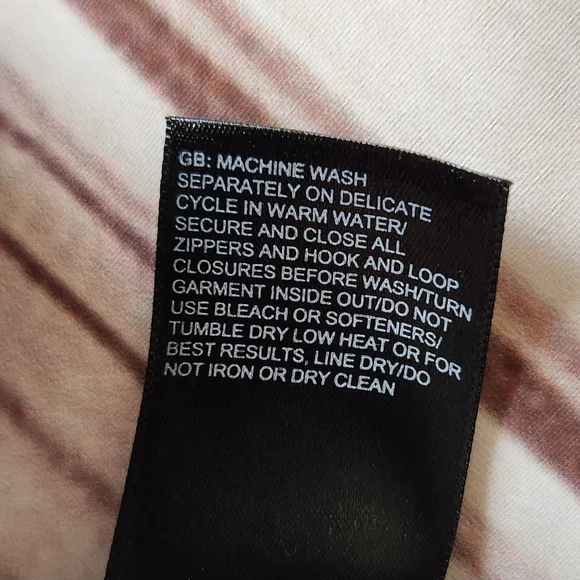 GB: MACHINE WASH
SEPARATELY ON DELICATE
CYCLE IN WARM WATER/
SECURE AND CLOSE ALL
ZIPPERS AND HOOK AND LOOP
CLOSURES BEFORE WASH/TURN
GARMENT INSIDE OUT/DO NOT
USE BLEACH OR SOFTENERS/
TUMBLE DRY LOW HEAT OR FOR
BEST RESULTS, LINE DRY/DO
NOT IRON OR DRY CLEAN